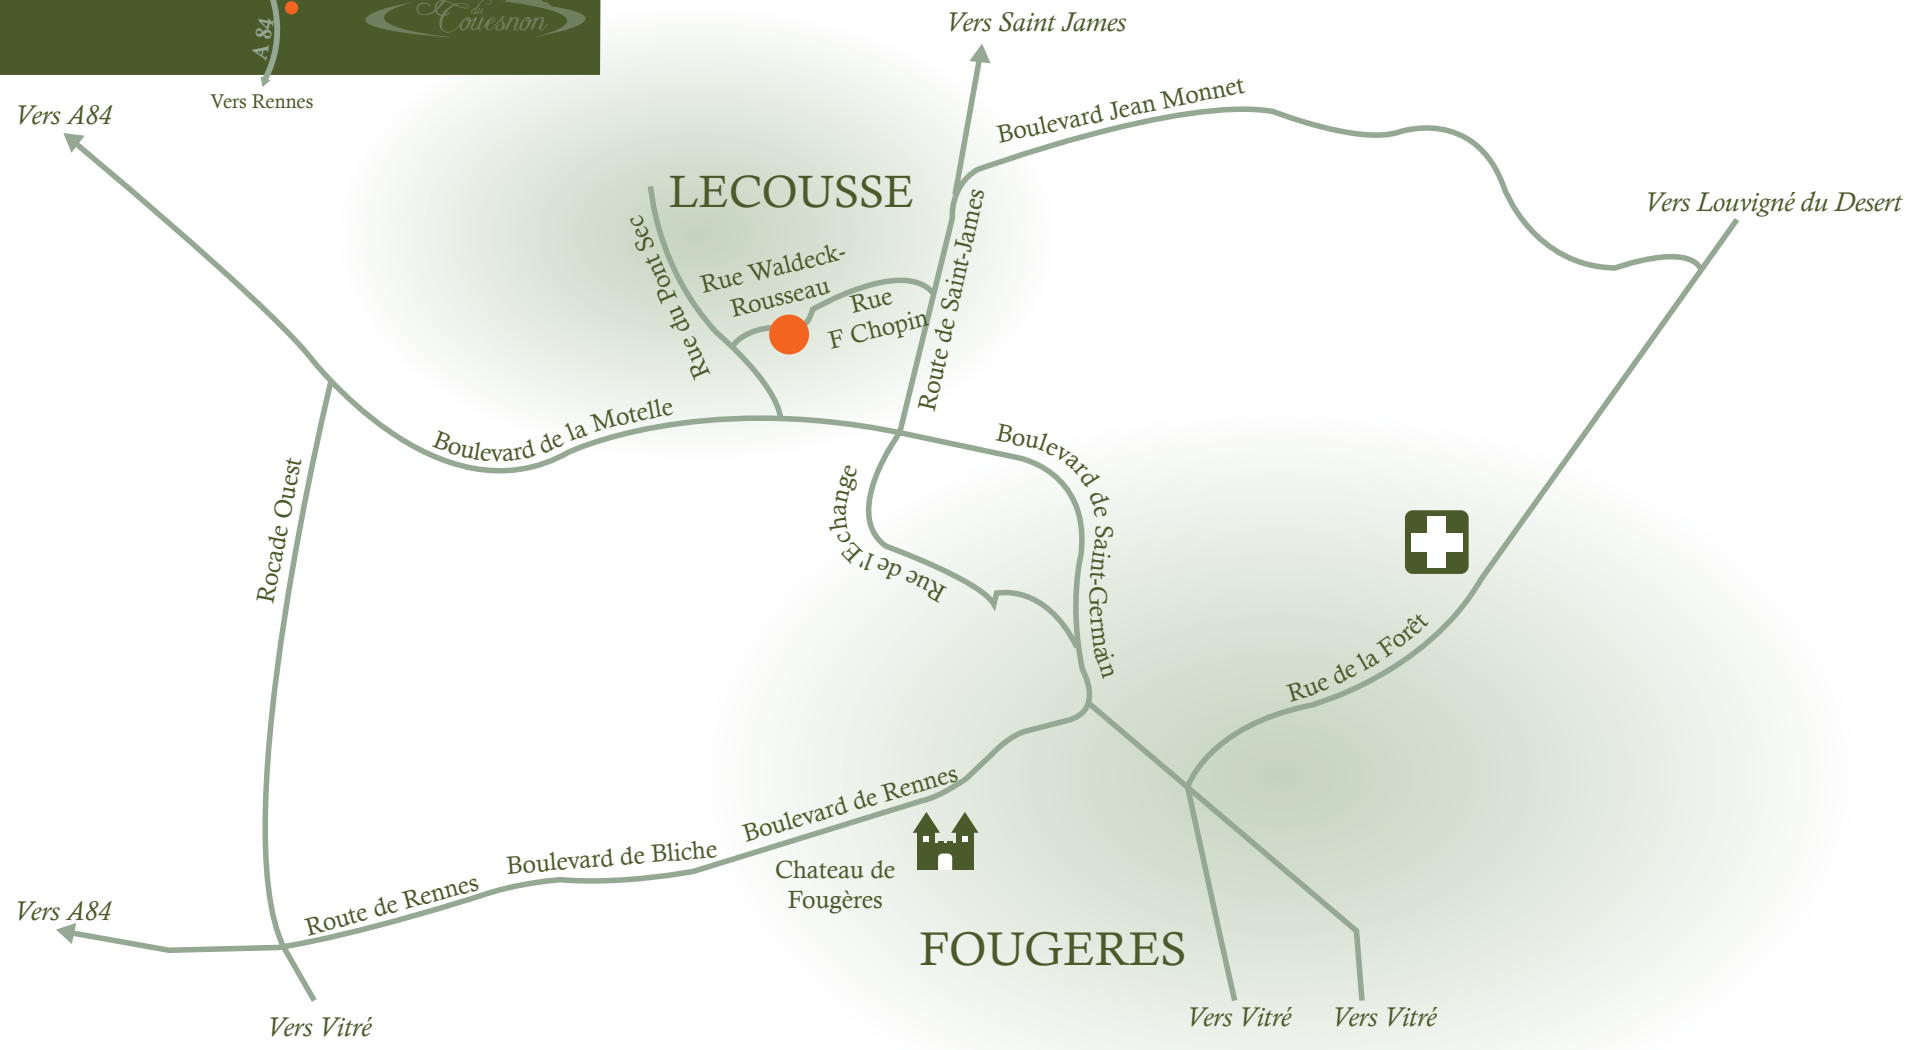 A 84
du
Couesnon
Vers Rennes
Vers A84
Vers Saint James
Boulevard Jean Monnet
Vers Louvigné du Desert
LECOUSSE
Rue du Pont Sec
Rue Waldeck-
Rousseau
Rue
F Chopin
Route de Saint-James
Boulevard de la Motelle
Boulevard de Saint-Germain
Rue de l'Echange
Rocade Ouest
Rue de la Forêt
Boulevard de Rennes
Boulevard de Bliche
Route de Rennes
Chateau de
Fougères
Vers A84
FOUGERES
Vers Vitré
Vers Vitré
Vers Vitré